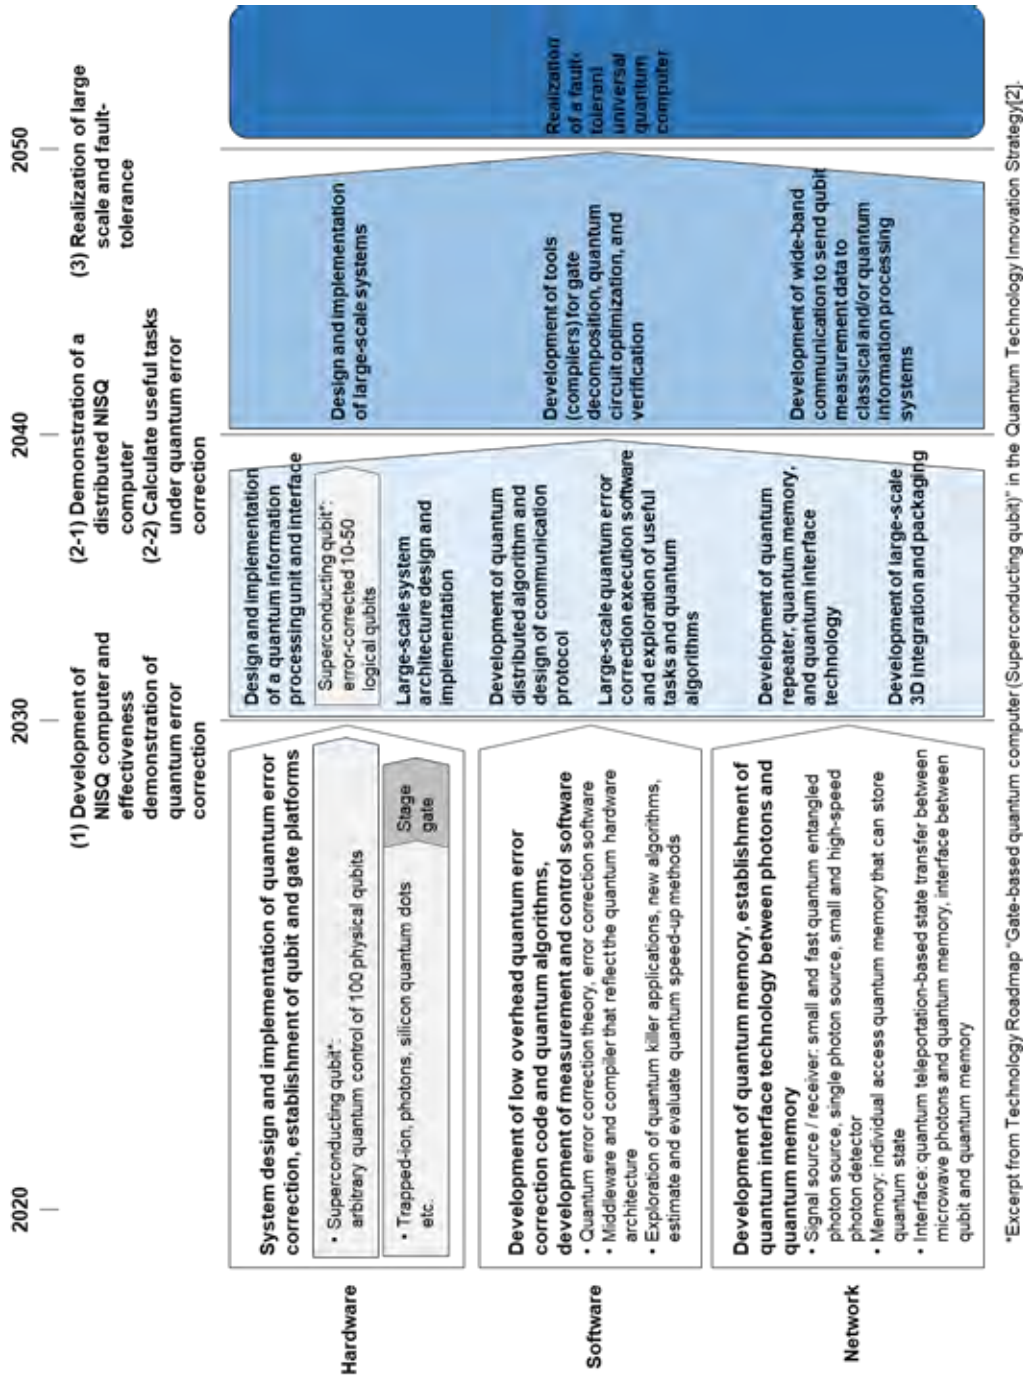 2020
2030
2040
2050
(1) Development of
NISQ computer and
effectiveness
demonstration of
quantum error
correction
(2-1) Demonstration of a
distributed NISQ
computer
(2-2) Calculate useful tasks
under quantum error
correction
(3) Realization of large
scale and fault-
tolerance
Hardware
System design and implementation of quantum error
correction, establishment of qubit and gate platforms
• Superconducting qubit*:
arbitrary quantum control of 100 physical qubits
• Trapped-ion, photons, silicon quantum dots
etc.
Stage
gate
Design and implementation
of a quantum information
processing unit and interface
Superconducting qubit*:
error-corrected 10-50
logical qubits
Large-scale system
architecture design and
implementation
Design and implementation
of large-scale systems
Software
Development of low overhead quantum error
correction code and quantum algorithms,
development of measurement and control software
• Quantum error correction theory, error correction software
• Middleware and compiler that reflect the quantum hardware
architecture
• Exploration of quantum killer applications, new algorithms,
estimate and evaluate quantum speed-up methods
Development of quantum
distributed algorithm and
design of communication
protocol
Large-scale quantum error
correction execution software
and exploration of useful
tasks and quantum
algorithms
Development of tools
(compilers) for gate
decomposition, quantum
circuit optimization, and
verification
Realization
of a fault-
tolerant
universal
quantum
computer
Network
Development of quantum memory, establishment of
quantum interface technology between photons and
quantum memory
• Signal source / receiver: small and fast quantum entangled
photon source, single photon source, small and high-speed
photon detector
• Memory: individual access quantum memory that can store
quantum state
• Interface: quantum teleportation-based state transfer between
microwave photons and quantum memory, interface between
qubit and quantum memory
Development of quantum
repeater, quantum memory,
and quantum interface
technology
Development of large-scale
3D integration and packaging
Development of wide-band
communication to send qubit
measurement data to
classical and/or quantum
information processing
systems
*Excerpt from Technology Roadmap "Gate-based quantum computer (Superconducting qubit)" in the Quantum Technology Innovation Strategy[2].